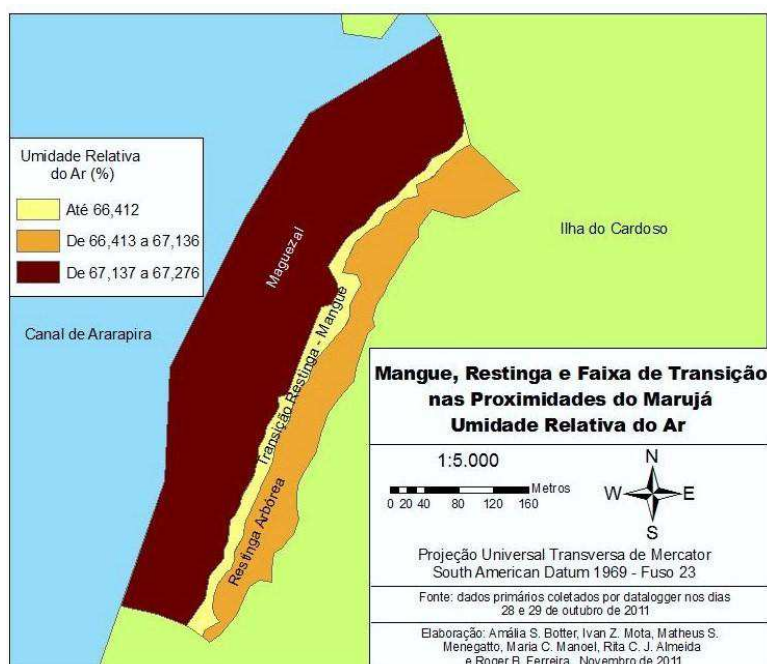 Umidade Relativa
do Ar (%)
Até 66,412
De 66,413 a 67,136
De 67,137 a 67,276
Canal de Ararapira
Maguezal
Transição Restinga - Mangue
Restinga Arbórea
Ilha do Cardoso
Mangue, Restinga e Faixa de Transição
nas Proximidades do Marujá
Umidade Relativa do Ar
1:5.000
Metros
0 20 40 80 120 160
N
W E
S
Projeção Universal Transversa de Mercator
South American Datum 1969 - Fuso 23
Fonte: dados primários coletados por datalogger nos dias
28 e 29 de outubro de 2011
Elaboração: Amália S. Botter, Ivan Z. Mota, Matheus S.
Menegatto, Maria C. Manoel, Rita C. J. Almeida
e Roger B. Ferreira, Novembro de 2011